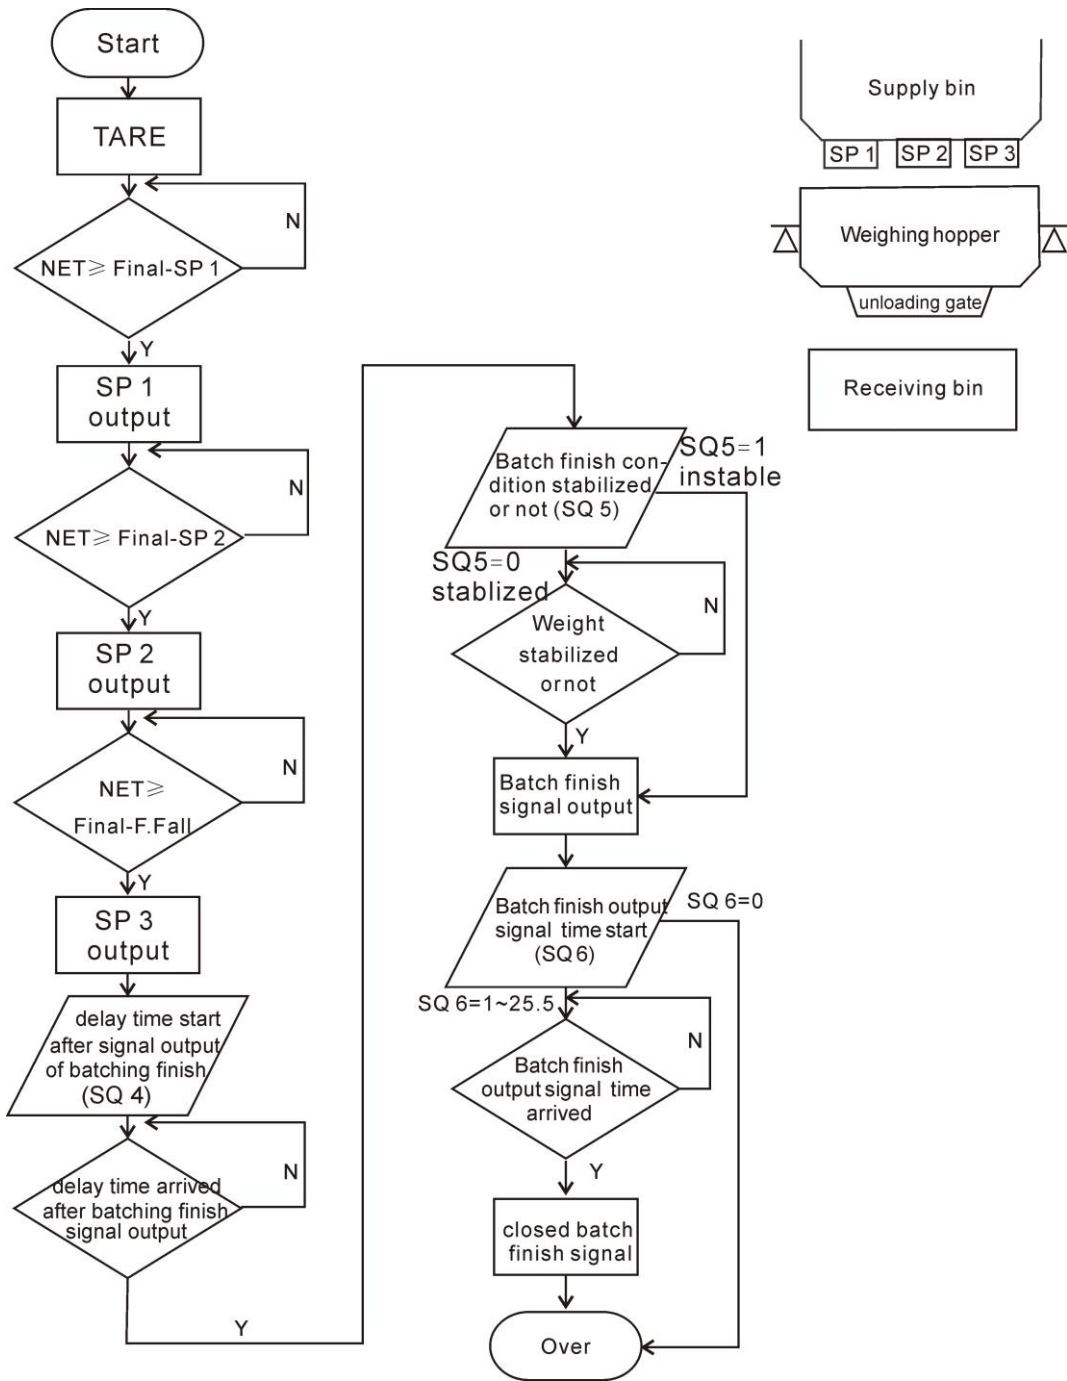 Start
TARE
N
NET≥ Final-SP 1
Y
SP 1
output
N
NET≥ Final-SP 2
Y
SP 2
output
N
NET≥
Final-F.Fall
Y
SP 3
output
delay time start
after signal output
of batching finish
(SQ 4)
N
delay time arrived
after batching finish
signal output
Y
Batch finish con-
dition stabilized
or not (SQ 5)
SQ5=1
instable
SQ5=0
stablized
N
Weight
stabilized
or not
Y
Batch finish
signal output
Batch finish output
signal time start
(SQ 6)
SQ 6=0
SQ 6=1~25.5
N
Batch finish
output signal time
arrived
Y
closed batch
finish signal
Over
Supply bin
SP 1 SP 2 SP 3
Weighing hopper
unloading gate
Receiving bin